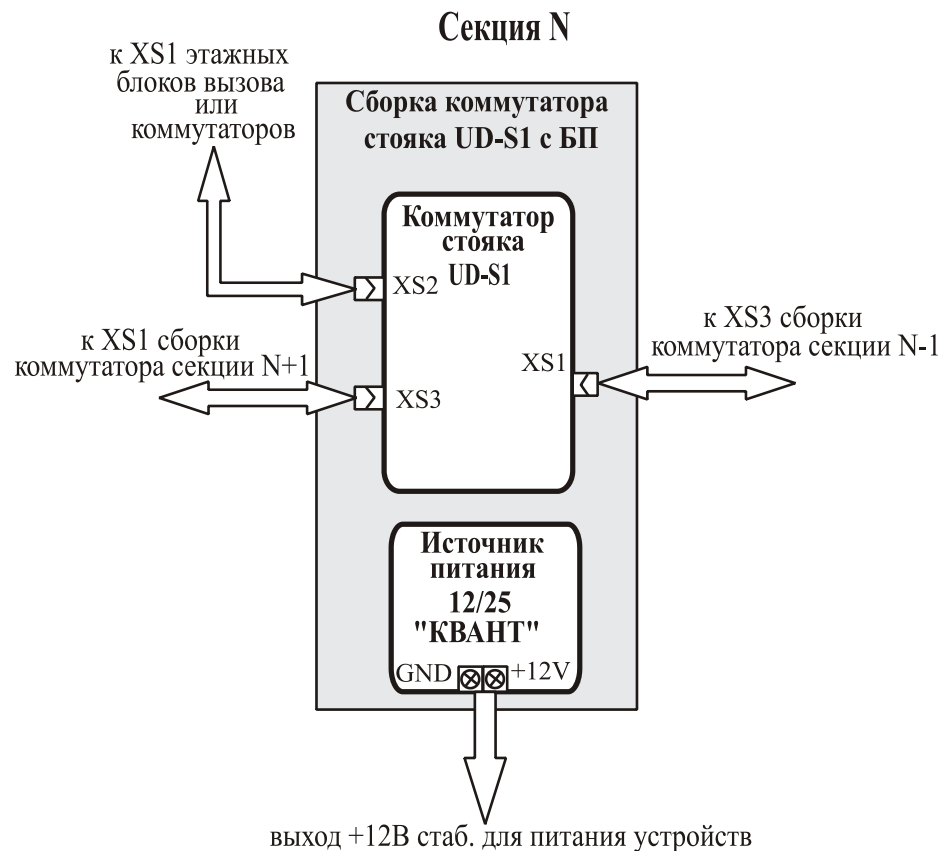 Секция N
к XS1 этажных
блоков вызова
или
коммутаторов
Сборка коммутатора
стояка UD-S1 с БП
Коммутатор
стояка
UD-S1
XS2
к XS1 сборки
коммутатора секции N+1
XS3
XS1
к XS3 сборки
коммутатора секции N-1
Источник
питания
12/25
"КВАНТ"
GND
+12V
выход +12В стаб. для питания устройств